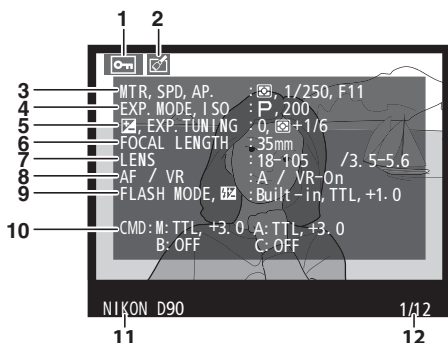 1 2
3 MTR, SPD, AP. : 1/250, F11
4 EXP. MODE, ISO : P, 200
5 , EXP. TUNING : 0, +1/6
6 FOCAL LENGTH : 35mm
7 LENS : 18-105 /3. 5-5.6
8 AF / VR : A / VR-On
9 FLASH MODE, : Built-in, TTL, +1. 0
10 CMD: M: TTL, +3. 0 A: TTL, +3. 0
B: OFF C: OFF
NIKON D90 1/12
11 12